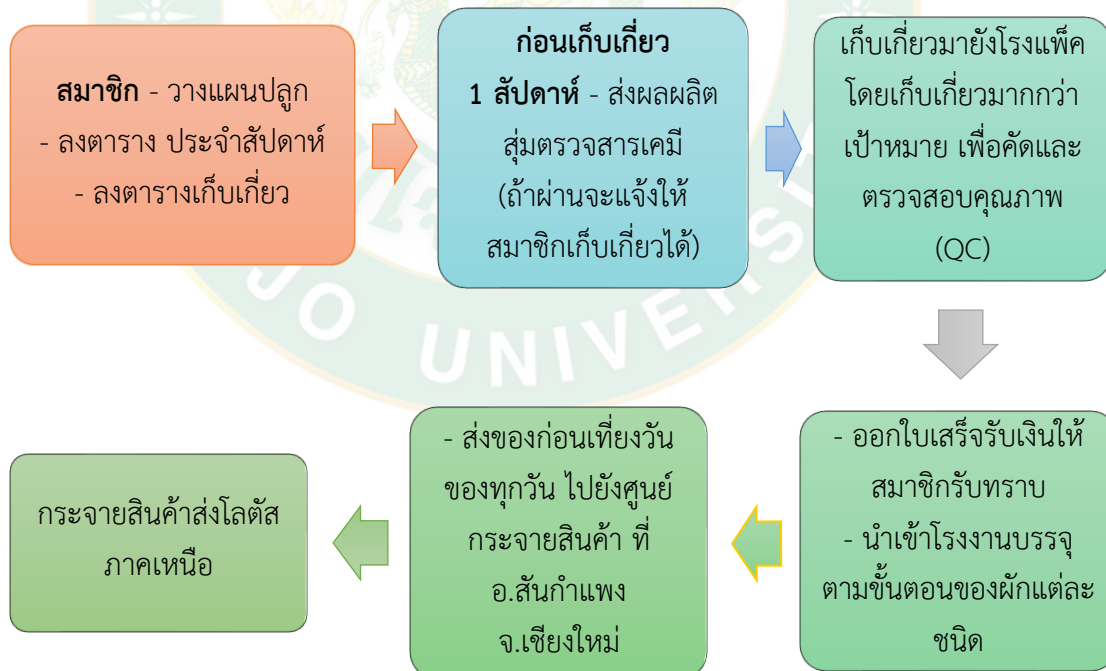 สมาชิก - วางแผนปลูก
- ลงตาราง ประจำสัปดาห์
- ลงตารางเก็บเกี่ยว
ก่อนเก็บเกี่ยว
1 สัปดาห์ - ส่งผลผลิต
สุ่มตรวจสารเคมี
(ถ้าผ่านจะแจ้งให้
สมาชิกเก็บเกี่ยวได้)
เก็บเกี่ยวมายังโรงแพ็ค
โดยเก็บเกี่ยวมากกว่า
เป้าหมาย เพื่อคัดและ
ตรวจสอบคุณภาพ
(QC)
- ออกใบเสร็จรับเงินให้
สมาชิกรับทราบ
- นำเข้าโรงงานบรรจุ
ตามขั้นตอนของผักแต่ละ
ชนิด
- ส่งของก่อนเที่ยงวัน
ของทุกวัน ไปยังศูนย์
กระจายสินค้า ที่
อ.สันกำแพง
จ.เชียงใหม่
กระจายสินค้าส่งโลตัส
ภาคเหนือ
JO UNIVERSI